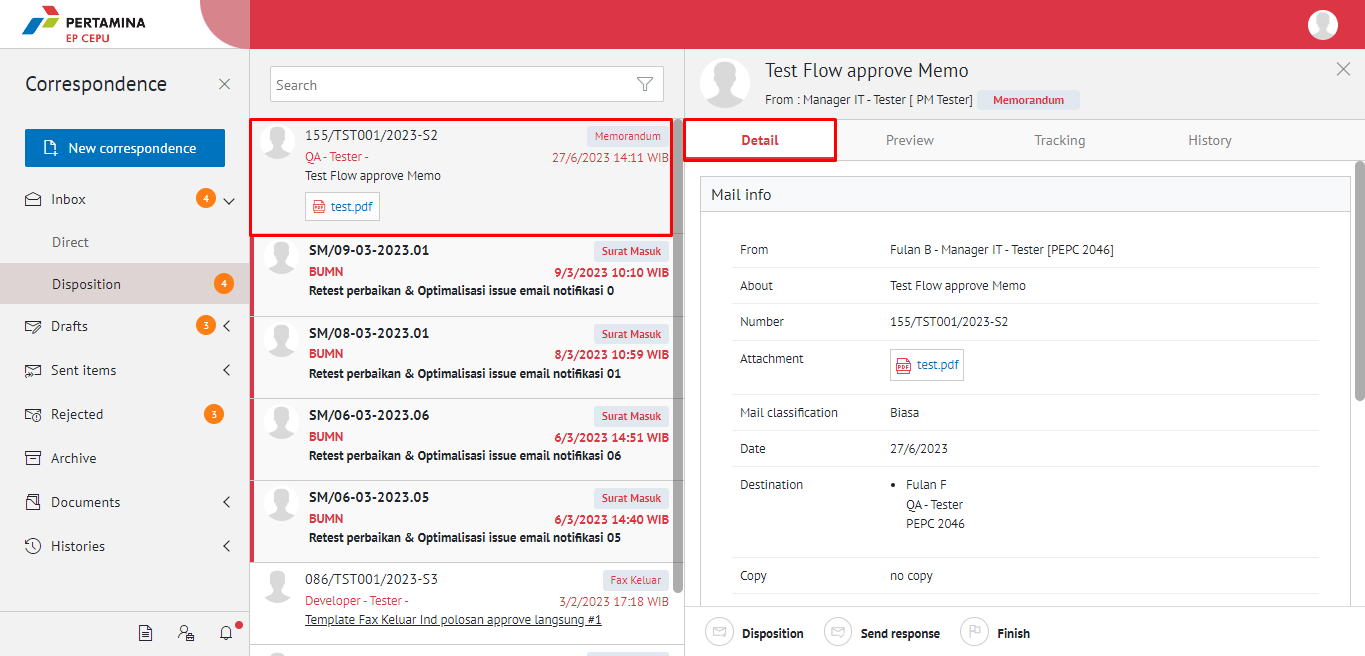 PERTAMINA
EP CEPU
Correspondence
New correspondence
Inbox 4
Direct
Disposition 4
Drafts 3
Sent items
Rejected 3
Archive
Documents
Histories
Search
155/TST001/2023-S2 Memorandum
QA - Tester - 27/6/2023 14:11 WIB
Test Flow approve Memo
PDF test.pdf
SM/09-03-2023.01 Surat Masuk
BUMN 9/3/2023 10:10 WIB
Retest perbaikan & Optimalisasi issue email notifikasi 0
SM/08-03-2023.01 Surat Masuk
BUMN 8/3/2023 10:59 WIB
Retest perbaikan & Optimalisasi issue email notifikasi 01
SM/06-03-2023.06 Surat Masuk
BUMN 6/3/2023 14:51 WIB
Retest perbaikan & Optimalisasi issue email notifikasi 06
SM/06-03-2023.05 Surat Masuk
BUMN 6/3/2023 14:40 WIB
Retest perbaikan & Optimalisasi issue email notifikasi 05
086/TST001/2023-S3 Fax Keluar
Developer - Tester - 3/2/2023 17:18 WIB
Template Fax Keluar Ind polosan approve langsung #1
Test Flow approve Memo
From : Manager IT - Tester [ PM Tester] Memorandum
Detail Preview Tracking History
Mail info
From Fulan B - Manager IT - Tester [PEPC 2046]
About Test Flow approve Memo
Number 155/TST001/2023-S2
Attachment PDF test.pdf
Mail classification Biasa
Date 27/6/2023
Destination • Fulan F
QA - Tester
PEPC 2046
Copy no copy
Disposition Send response Finish